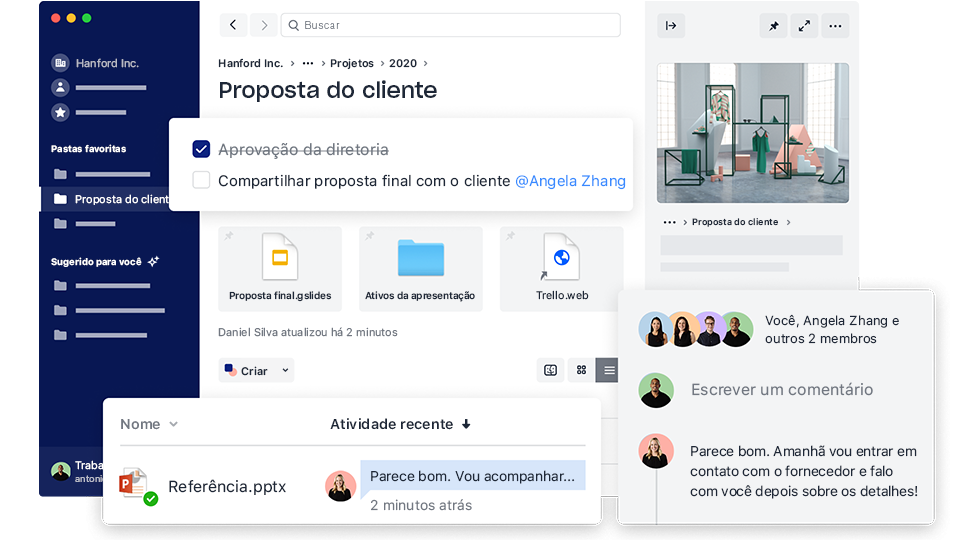 Hanford Inc.
Pastas favoritas
Proposta do client
Sugerido para você
Traba
antonio
Buscar
Hanford Inc. > ... > Projetos > 2020 >
Proposta do cliente
Aprovação da diretoria
Compartilhar proposta final com o cliente @Angela Zhang
Proposta final.gslides
Ativos da apresentação
Trello.web
Daniel Silva atualizou há 2 minutos
Criar
Nome
Atividade recente
P
Referência.pptx
Parece bom. Vou acompanhar...
2 minutos atrás
... > Proposta do cliente >
Você, Angela Zhang e
outros 2 membros
Escrever um comentário
Parece bom. Amanhã vou entrar em
contato com o fornecedor e falo
com você depois sobre os detalhes!